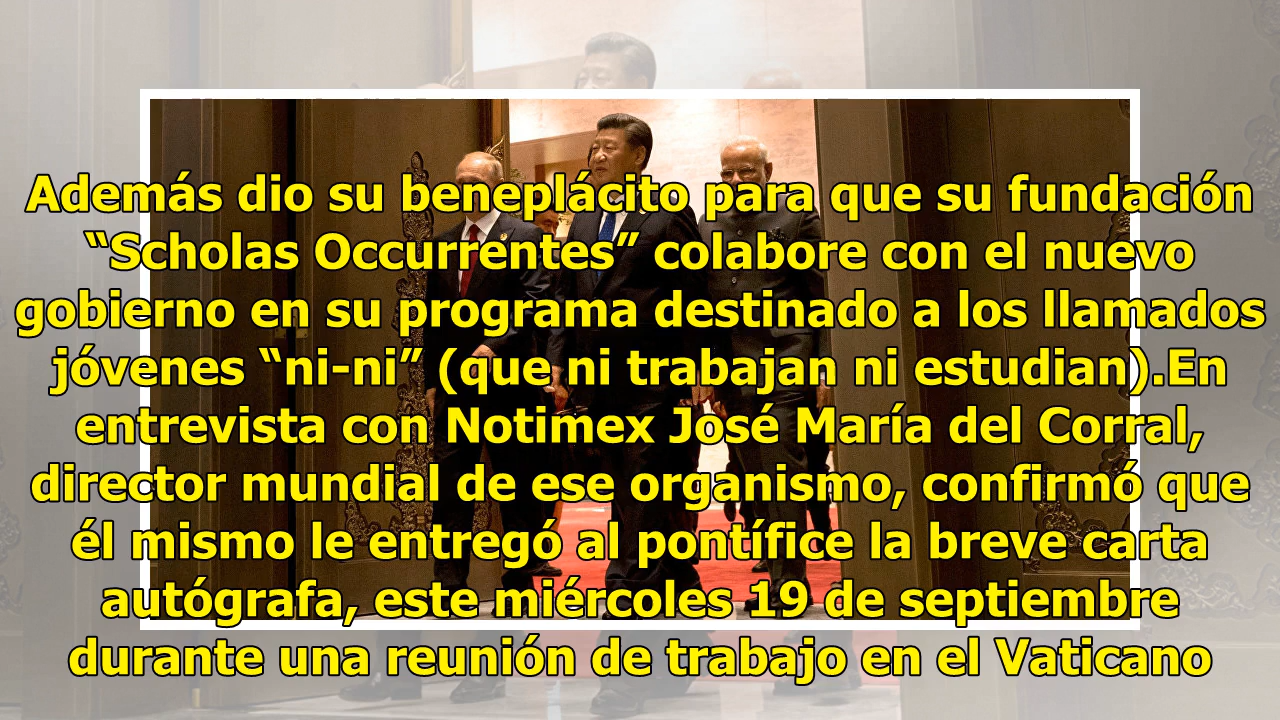 Además dio su beneplácito para que su fundación
“Scholas Occurrentes” colabore con el nuevo
gobierno en su programa destinado a los llamados
jóvenes “ni-ni” (que ni trabajan ni estudian).En
entrevista con Notimex José María del Corral,
director mundial de ese organismo, confirmó que
él mismo le entregó al pontífice la breve carta
autógrafa, este miércoles 19 de septiembre
durante una reunión de trabajo en el Vaticano